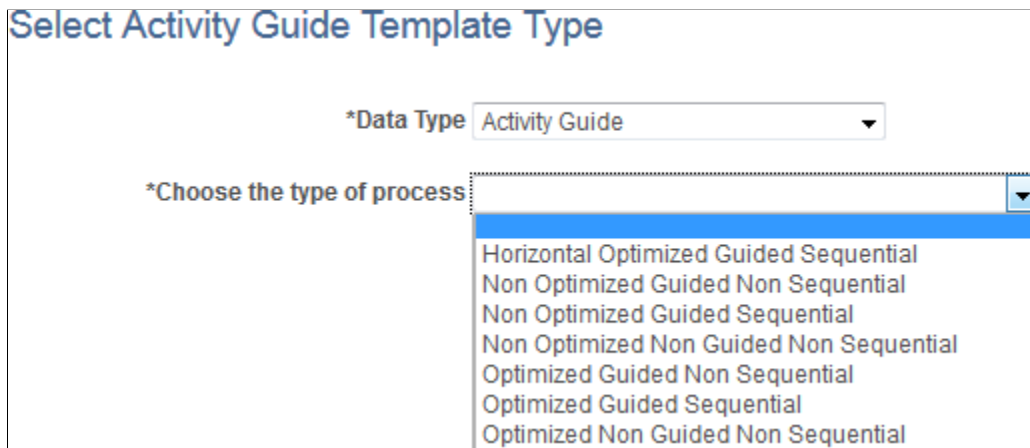 Select Activity Guide Template Type
*Data Type Activity Guide
*Choose the type of process
Horizontal Optimized Guided Sequential
Non Optimized Guided Non Sequential
Non Optimized Guided Sequential
Non Optimized Non Guided Non Sequential
Optimized Guided Non Sequential
Optimized Guided Sequential
Optimized Non Guided Non Sequential